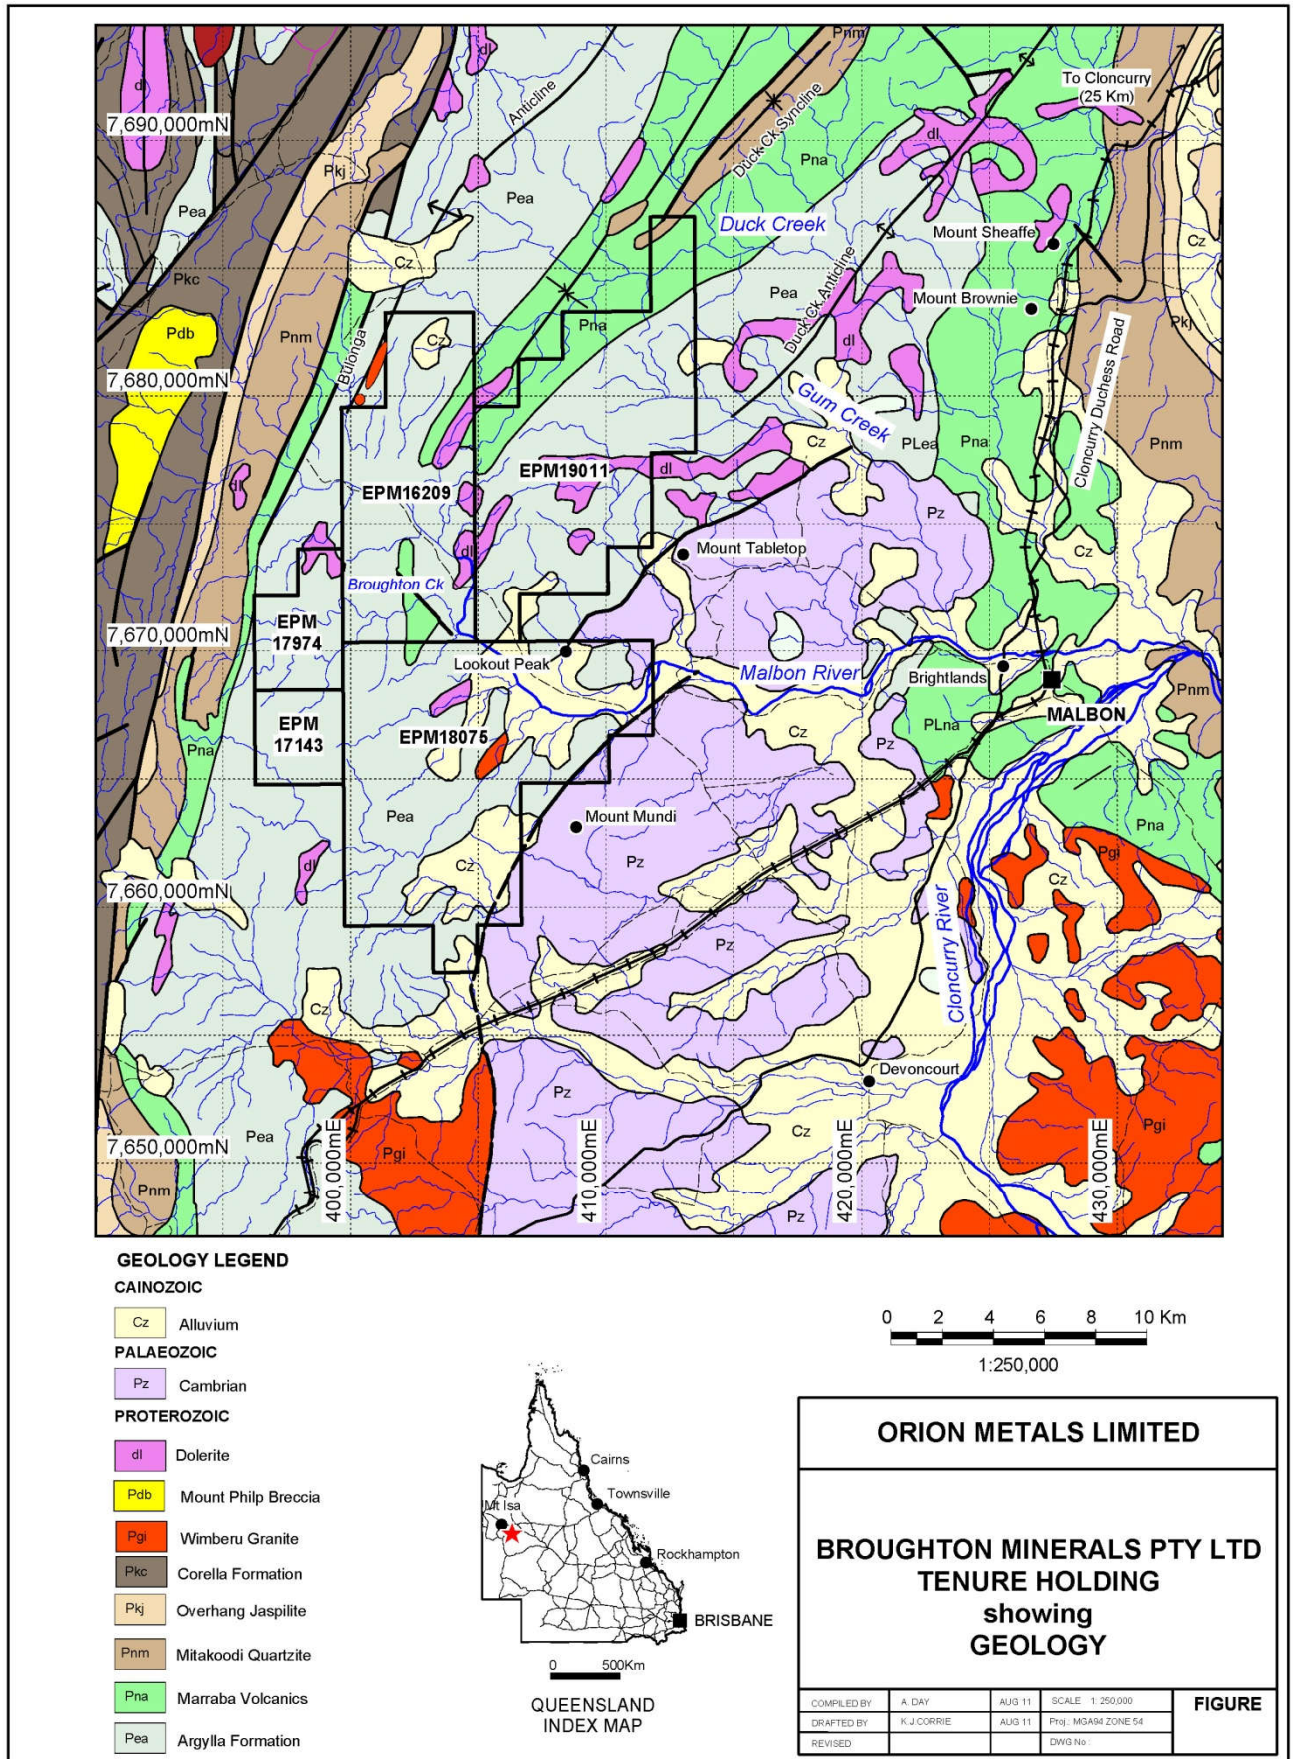 Pnm
To Cloncurry
(25 Km)
dl
dl
Anticline
7,690,000mN
Duck Ck Syncline
dl
Pna
Pkj
Pea
Pea
Duck Creek
Mount Sheaffe
Cz
Cz
Pkc
Duck Ck Anticline
Pea
Mount Brownie
Pdb
Pnm
Bulonga
Cz
Pna
dl
Pkj
7,680,000mN
Gum Creek
Cloncurry Duchess Road
Cz
PLea
Pna
Pnm
dl
EPM16209
EPM19011
dl
Pz
dl
Mount Tabletop
Cz
Broughton Ck
EPM
17974
7,670,000mN
Lookout Peak
Malbon River
Brightlands
Pnm
MALBON
EPM
17143
EPM18075
Pna
Cz
Pz
PLna
Pea
Mount Mundi
Pz
Pna
dl
Cz
Pgi
Cz
7,660,000mN
Pz
Cloncurry River
Cz
Devoncourt
Pz
Cz
Pea
Pgi
Pgi
7,650,000mN
Pnm
Pz
400,000mE
410,000mE
420,000mE
430,000mE
GEOLOGY LEGEND
CAINOZOIC
Cz Alluvium
PALAEOZOIC
Pz Cambrian
PROTEROZOIC
dl Dolerite
Pdb Mount Philp Breccia
Pgi Wimberu Granite
Pkc Corella Formation
Pkj Overhang Jaspilite
Pnm Mitakoodi Quartzite
Pna Marraba Volcanics
Pea Argylla Formation
0 2 4 6 8 10 Km
1:250,000
Cairns
Townsville
Mt Isa
Rockhampton
BRISBANE
0 500Km
QUEENSLAND
INDEX MAP
ORION METALS LIMITED
BROUGHTON MINERALS PTY LTD
TENURE HOLDING
showing
GEOLOGY
COMPILED BY A. DAY AUG 11 SCALE 1: 250,000 FIGURE
DRAFTED BY K.J.CORRIE AUG 11 Proj.: MGA94 ZONE 54
REVISED DWG No :